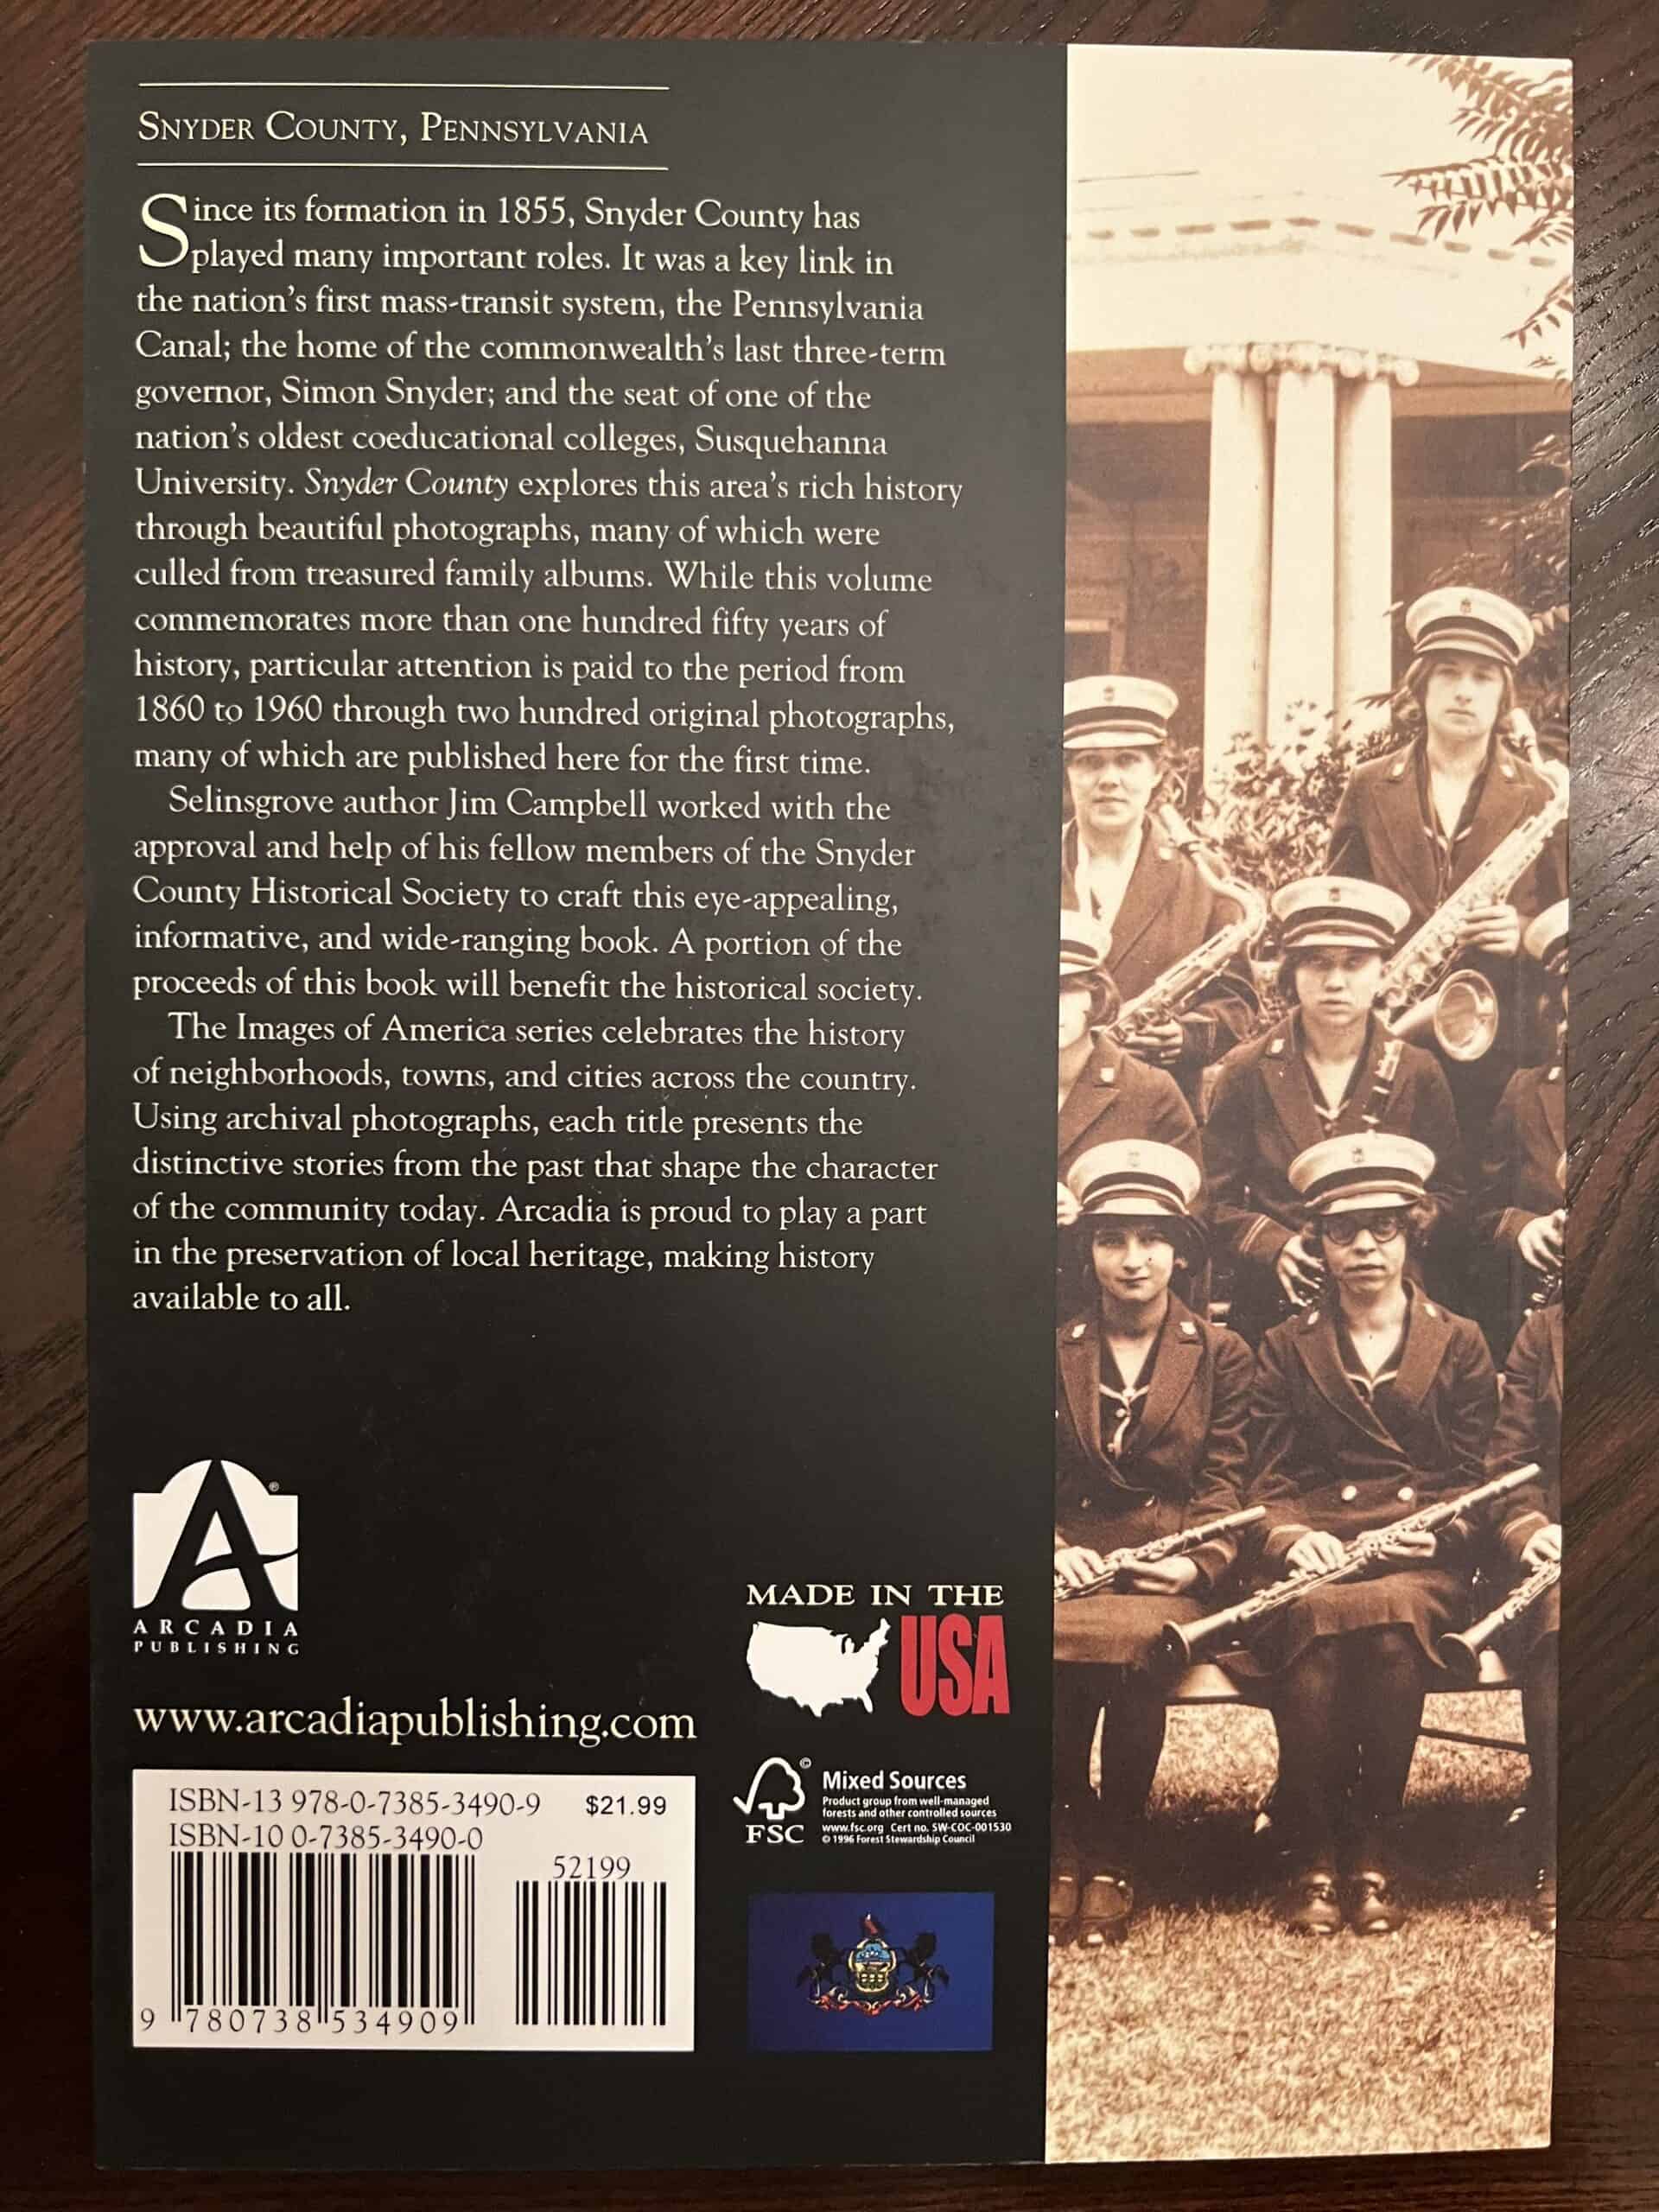 SNYDER COUNTY, PENNSYLVANIA
Since its formation in 1855, Snyder County has
played many important roles. It was a key link in
the nation's first mass-transit system, the Pennsylvania
Canal; the home of the commonwealth's last three-term
governor, Simon Snyder; and the seat of one of the
nation's oldest coeducational colleges, Susquehanna
University. Snyder County explores this area's rich history
through beautiful photographs, many of which were
culled from treasured family albums. While this volume
commemorates more than one hundred fifty years of
history, particular attention is paid to the period from
1860 to 1960 through two hundred original photographs,
many of which are published here for the first time.
Selinsgrove author Jim Campbell worked with the
approval and help of his fellow members of the Snyder
County Historical Society to craft this eye-appealing,
informative, and wide-ranging book. A portion of the
proceeds of this book will benefit the historical society.
The Images of America series celebrates the history
of neighborhoods, towns, and cities across the country.
Using archival photographs, each title presents the
distinctive stories from the past that shape the character
of the community today. Arcadia is proud to play a part
in the preservation of local heritage, making history
available to all.
A®
ARCADIA
PUBLISHING
www.arcadiapublishing.com
MADE IN THE
USA
ISBN-13 978-0-7385-3490-9 $21.99
ISBN-10 0-7385-3490-0
52199
9 780738 534909
©
FSC
Mixed Sources
Product group from well-managed
forests and other controlled sources
www.fsc.org Cert no. SW-COC-001530
© 1996 Forest Stewardship Council